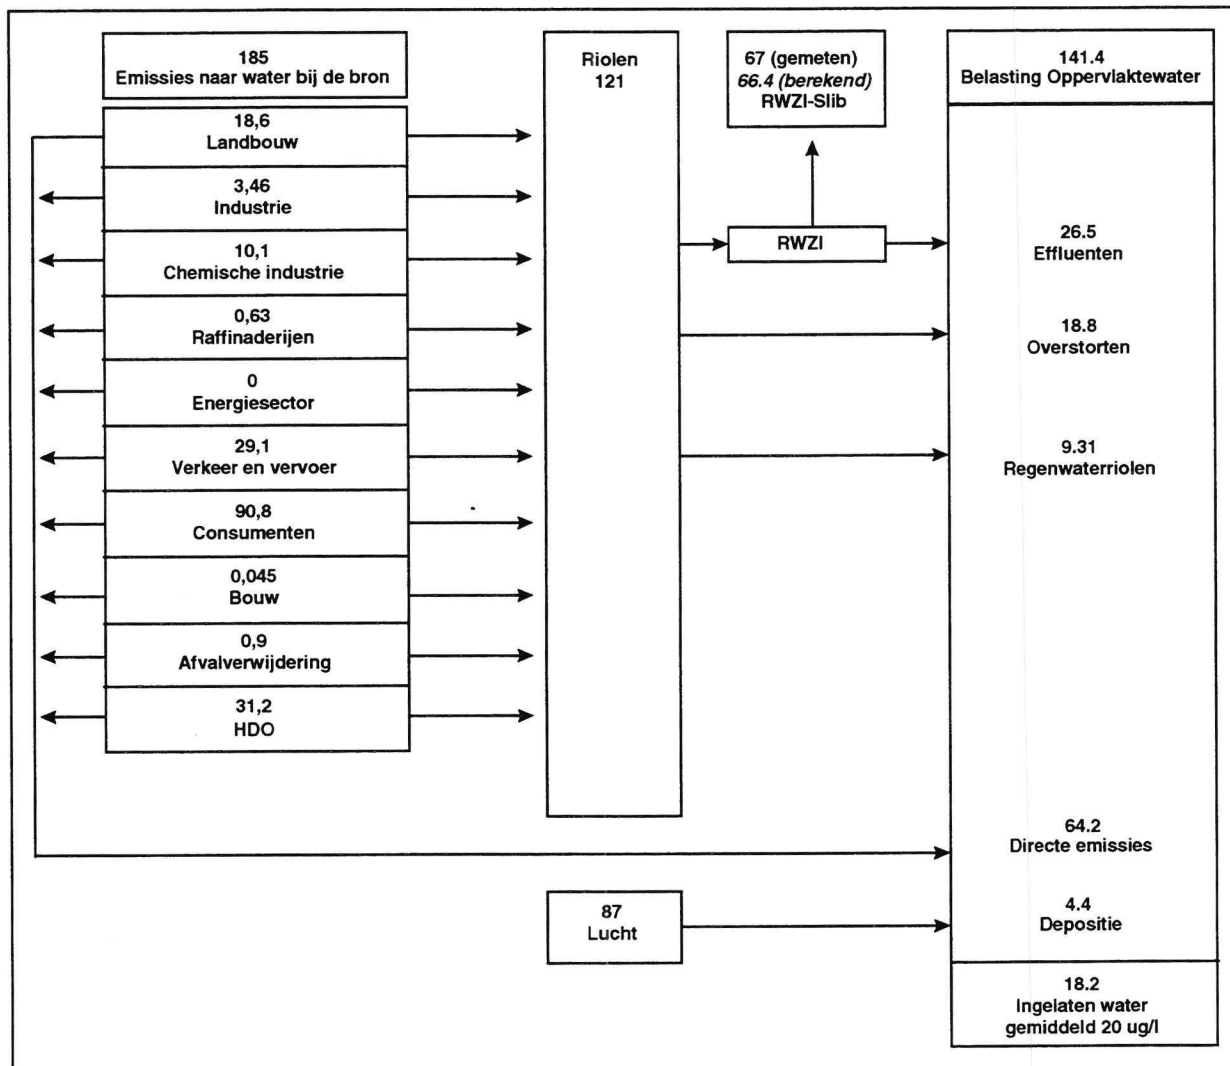 185
Emissies naar water bij de bron
18,6
Landbouw
3,46
Industrie
10,1
Chemische industrie
0,63
Raffinaderijen
0
Energiesector
29,1
Verkeer en vervoer
90,8
Consumenten
0,045
Bouw
0,9
Afvalverwijdering
31,2
HDO
Riolen
121
67 (gemeten)
66.4 (berekend)
RWZI-Slib
RWZI
87
Lucht
141.4
Belasting Oppervlaktewater
26.5
Effluenten
18.8
Overstorten
9.31
Regenwaterriolen
64.2
Directe emissies
4.4
Depositie
18.2
Ingelaten water
gemiddeld 20 ug/l